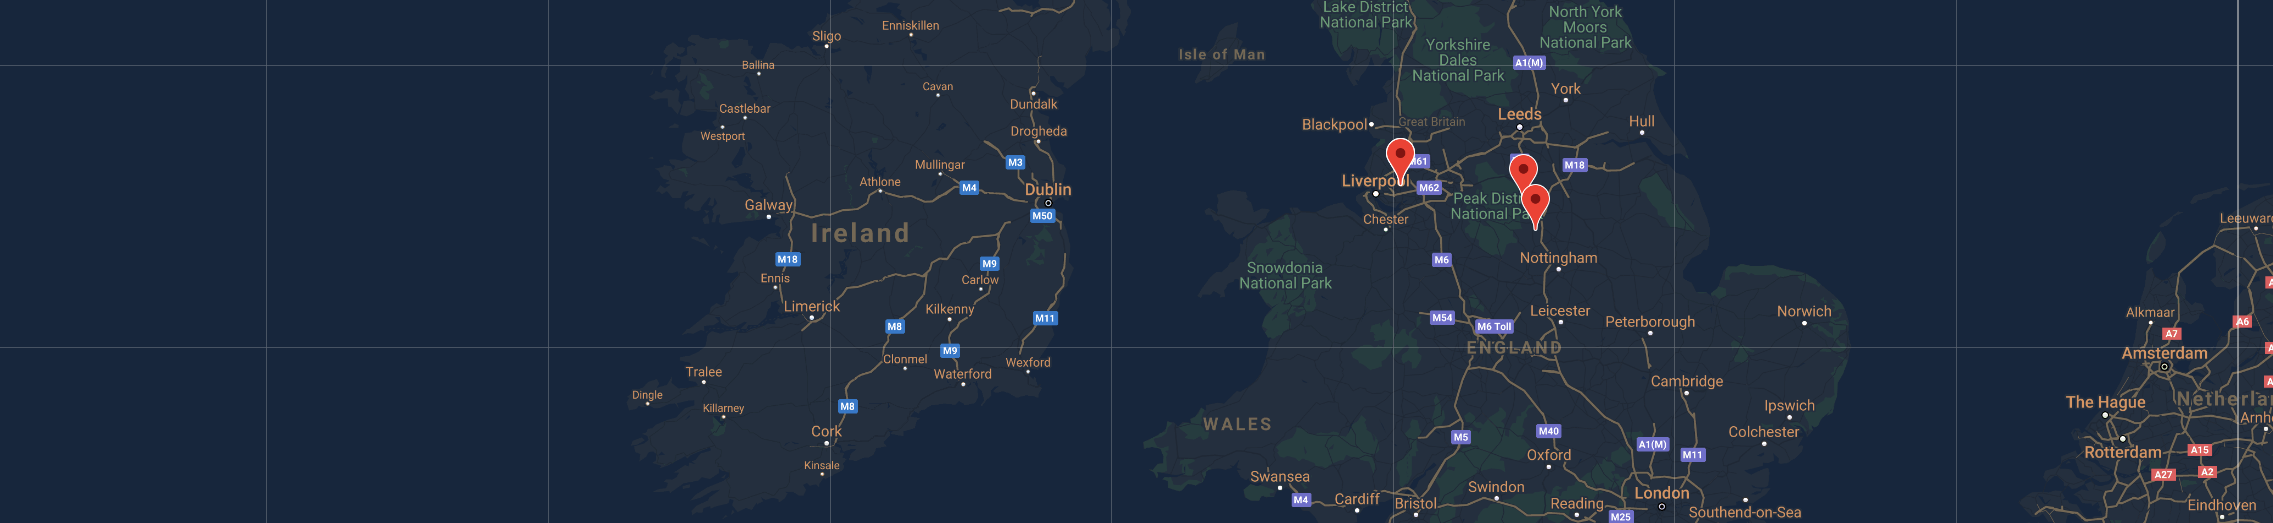 Lake District
National Park
North York
Moors
National Park
Enniskillen
Sligo
Isle of Man
Yorkshire
Dales
National Park
A1(M)
Ballina
Cavan
York
Castlebar
Dundalk
Westport
Drogheda
Blackpool
Great Britain
Leeds
Hull
Mullingar
M3
M61
M18
Athlone
M4
Dublin
Liverpool
M62
Galway
M50
Chester
Peak Dist
National Pa
Leeuward
Ireland
M18
M9
M6
Nottingham
Ennis
Carlow
Snowdonia
National Park
Limerick
Kilkenny
M8
M11
M54
M6 Toll
Leicester
Peterborough
Norwich
Alkmaar
A7
A6
M9
ENGLAND
Amsterdam
Clonmel
Wexford
Tralee
Waterford
Cambridge
Dingle
Killarney
M8
Ipswich
The Hague
Netherla
Cork
WALES
M5
M40
A1(M)
M11
Colchester
Arnh
Kinsale
Oxford
Rotterdam
A15
A27
A2
Swansea
M4
Cardiff
Bristol
Swindon
Reading
London
M25
Southend-on-Sea
Eindhoven